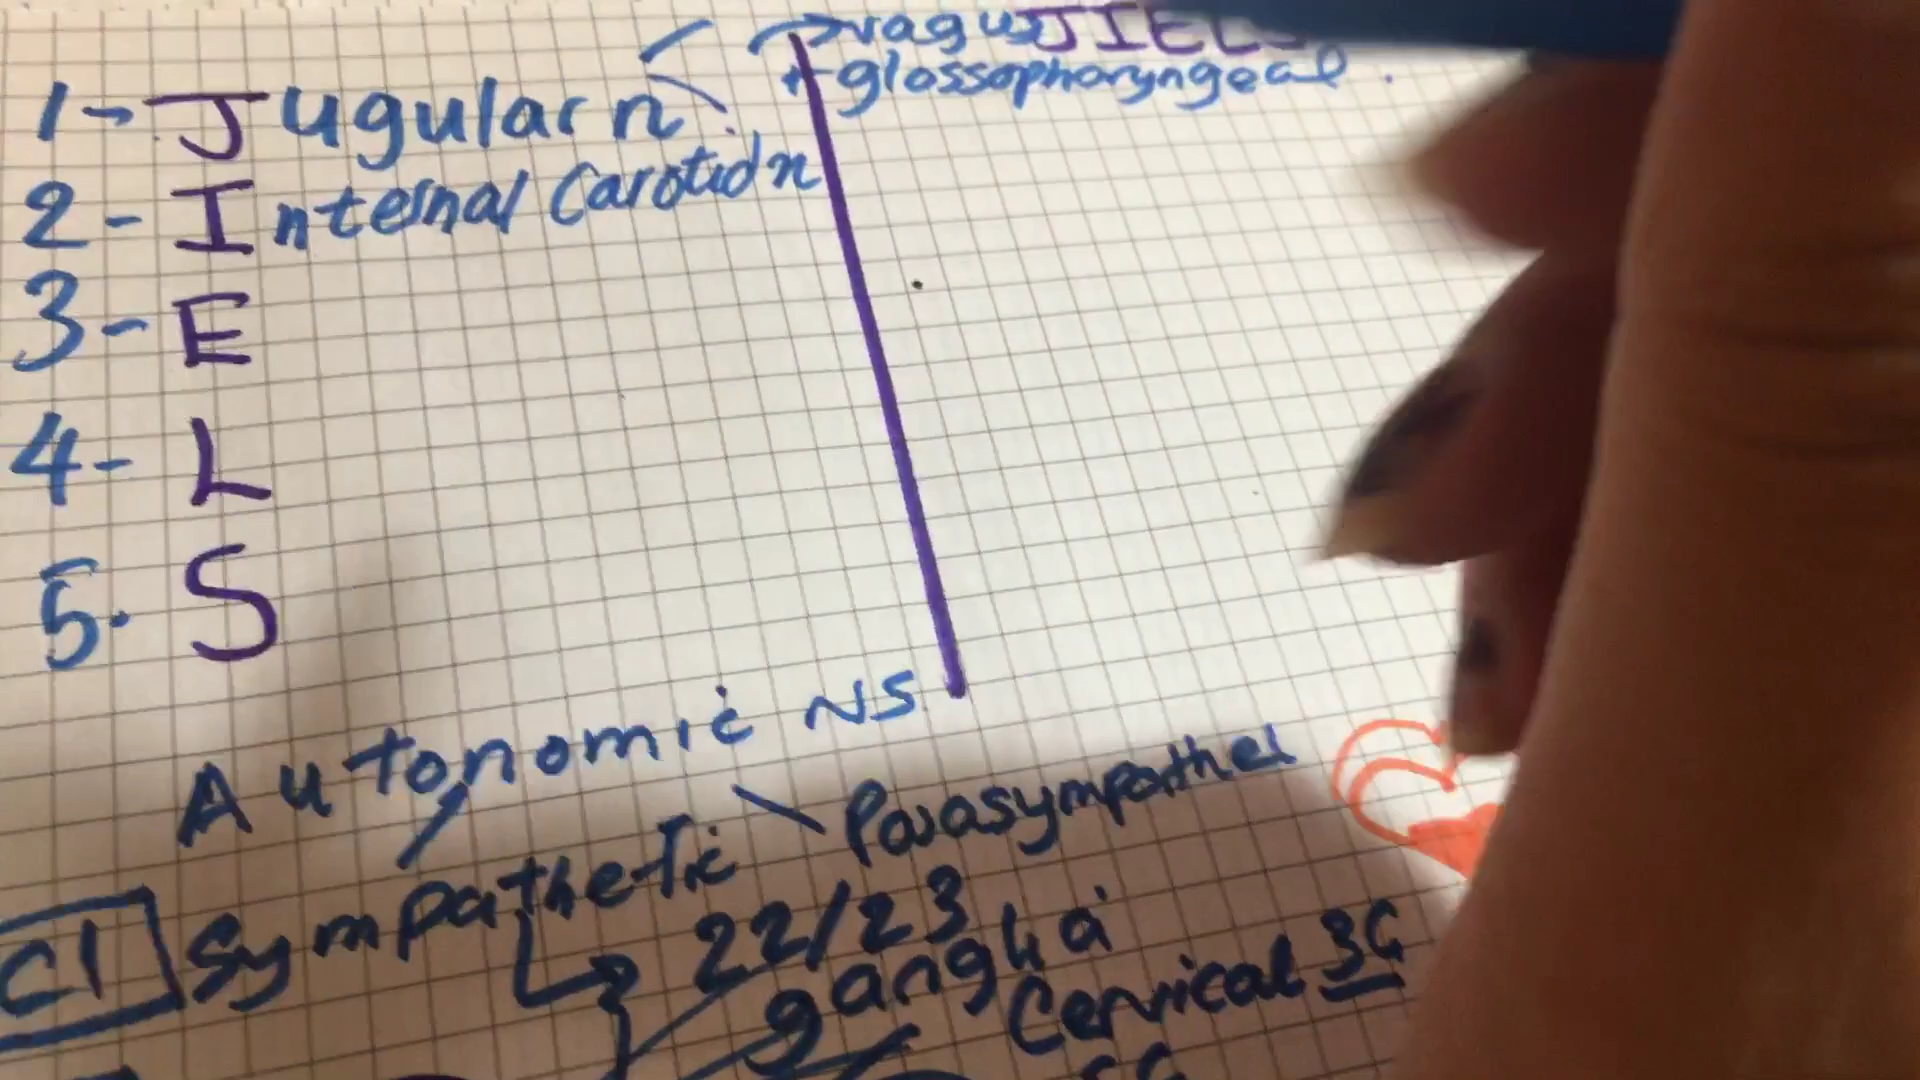 vagus JIELS
1- Jugular n + glossopharyngeal.
2- Internal Carotid n
3- E
4- L
5. S
Autonomic NS
Sympathetic Parasympathet
C1
22/23
ganglia
Cervical 3G